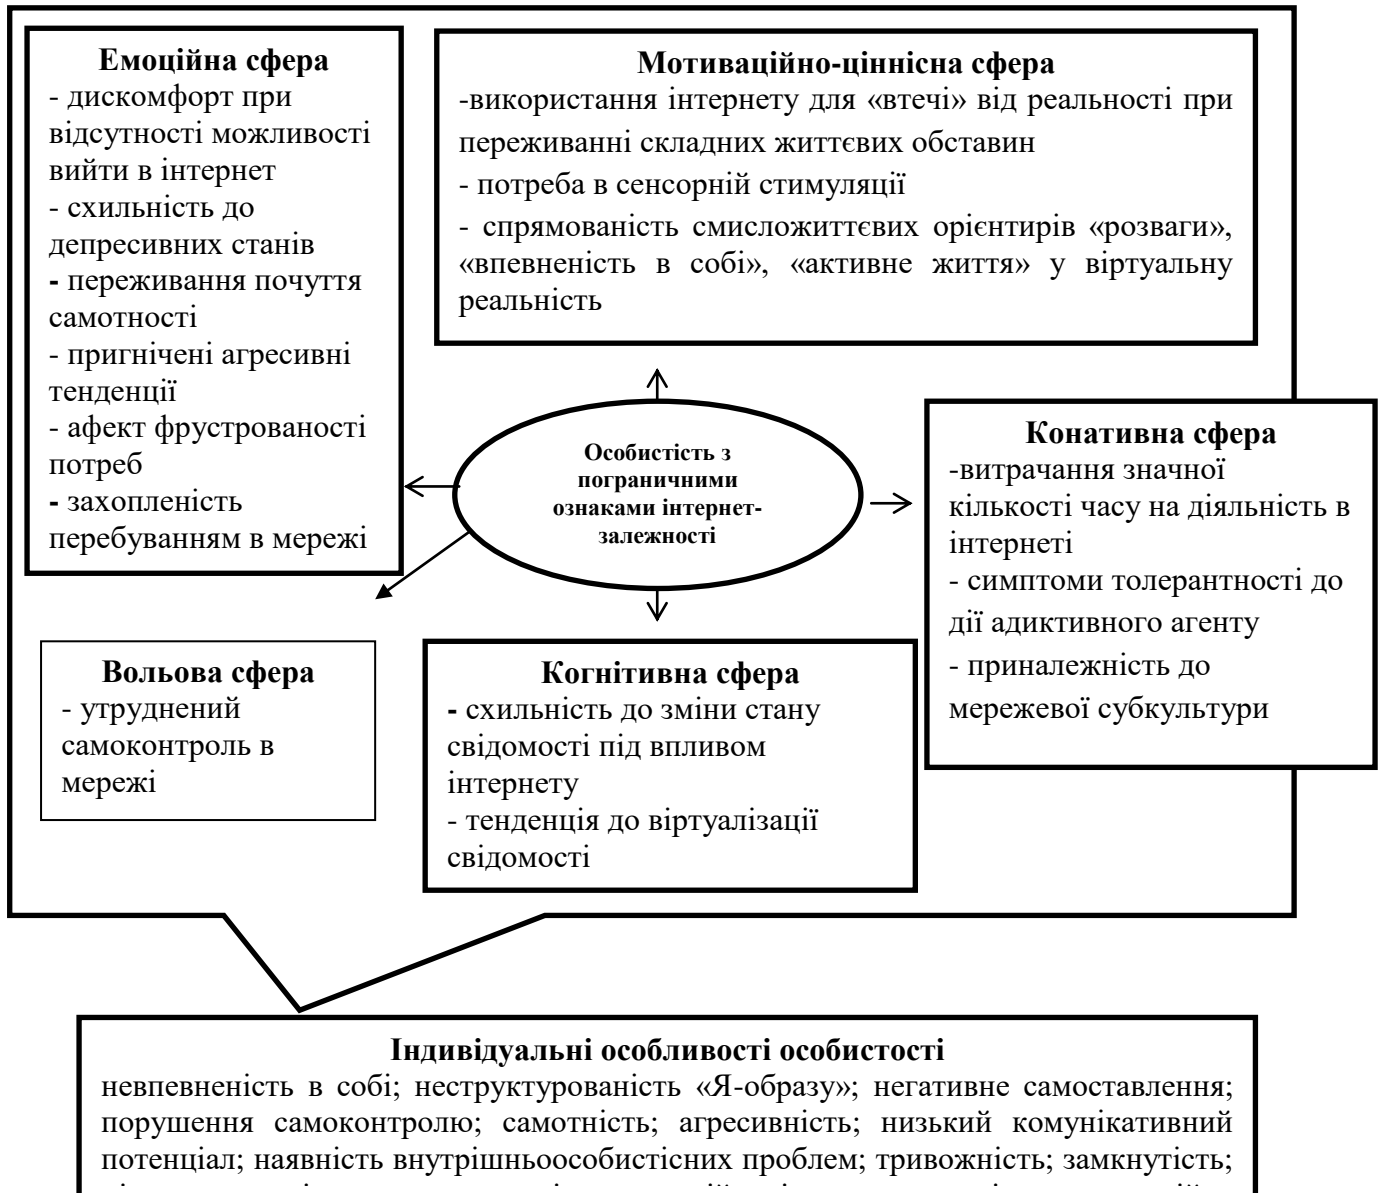 Емоційна сфера
- дискомфорт при
відсутності можливості
вийти в інтернет
- схильність до
депресивних станів
- переживання почуття
самотності
- пригнічені агресивні
тенденції
- афект фрустрованості
потреб
- захопленість
перебуванням в мережі
Мотиваційно-ціннісна сфера
-використання інтернету для «втечі» від реальності при
переживанні складних життєвих обставин
- потреба в сенсорній стимуляції
- спрямованість смисложиттєвих орієнтирів «розваги»,
«впевненість в собі», «активне життя» у віртуальну
реальність
Особистість з
пограничними
ознаками інтернет-
залежності
Конативна сфера
-витрачання значної
кількості часу на діяльність в
інтернеті
- симптоми толерантності до
дії адиктивного агенту
- приналежність до
мережевої субкультури
Вольова сфера
- утруднений
самоконтроль в
мережі
Когнітивна сфера
- схильність до зміни стану
свідомості під впливом
інтернету
- тенденція до віртуалізації
свідомості
Індивідуальні особливості особистості
невпевненість в собі; неструктурованість «Я-образу»; негативне самоставлення;
порушення самоконтролю; самотність; агресивність; низький комунікативний
потенціал; наявність внутрішньоособистісних проблем; тривожність; замкнутість;